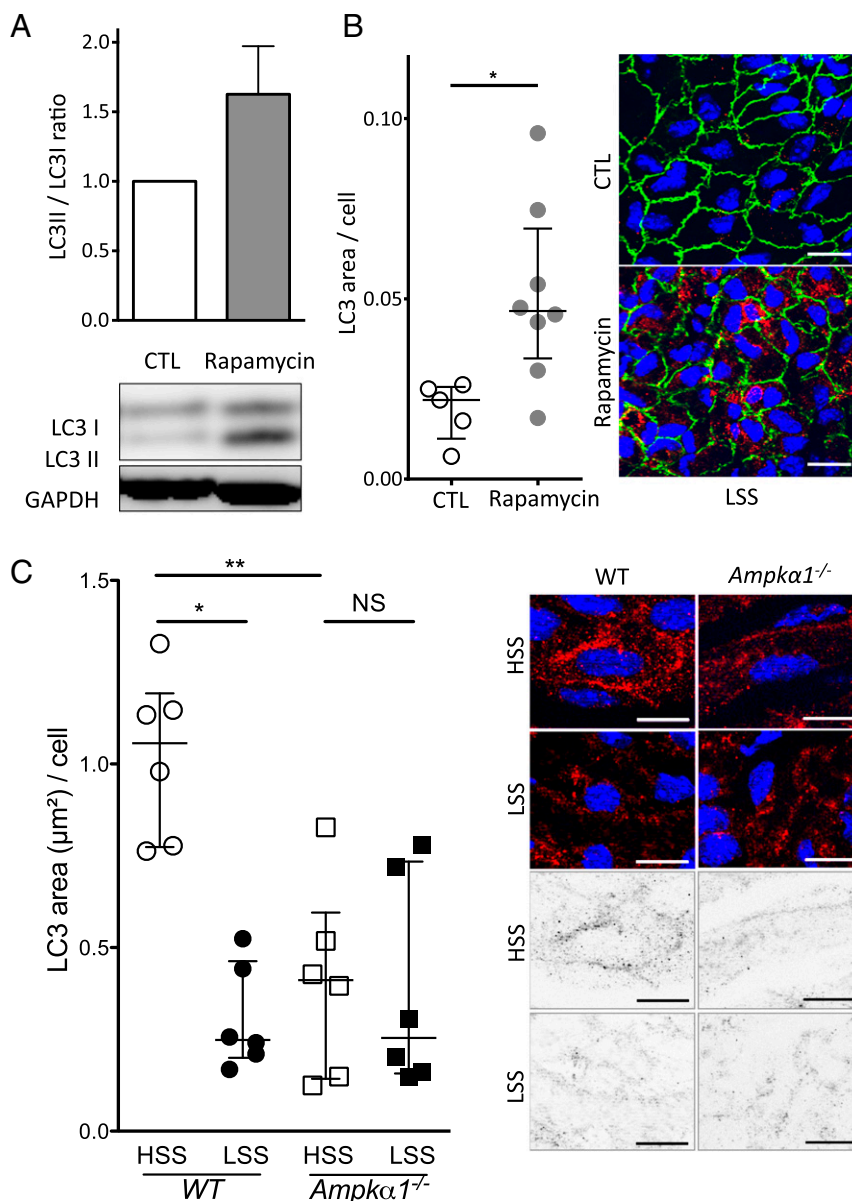 A
LC3II / LC3I ratio
2.0
1.5
1.0
0.5
0.0
CTL Rapamycin
LC3 I
LC3 II
GAPDH
B
LC3 area / cell
0.10
0.05
0.00
*
CTL Rapamycin
CTL
Rapamycin
LSS
C
LC3 area (µm²) / cell
1.5
1.0
0.5
0.0
**
*
NS
HSS LSS HSS LSS
WT Ampkα1-/-
WT Ampkα1-/-
HSS
LSS
HSS
LSS